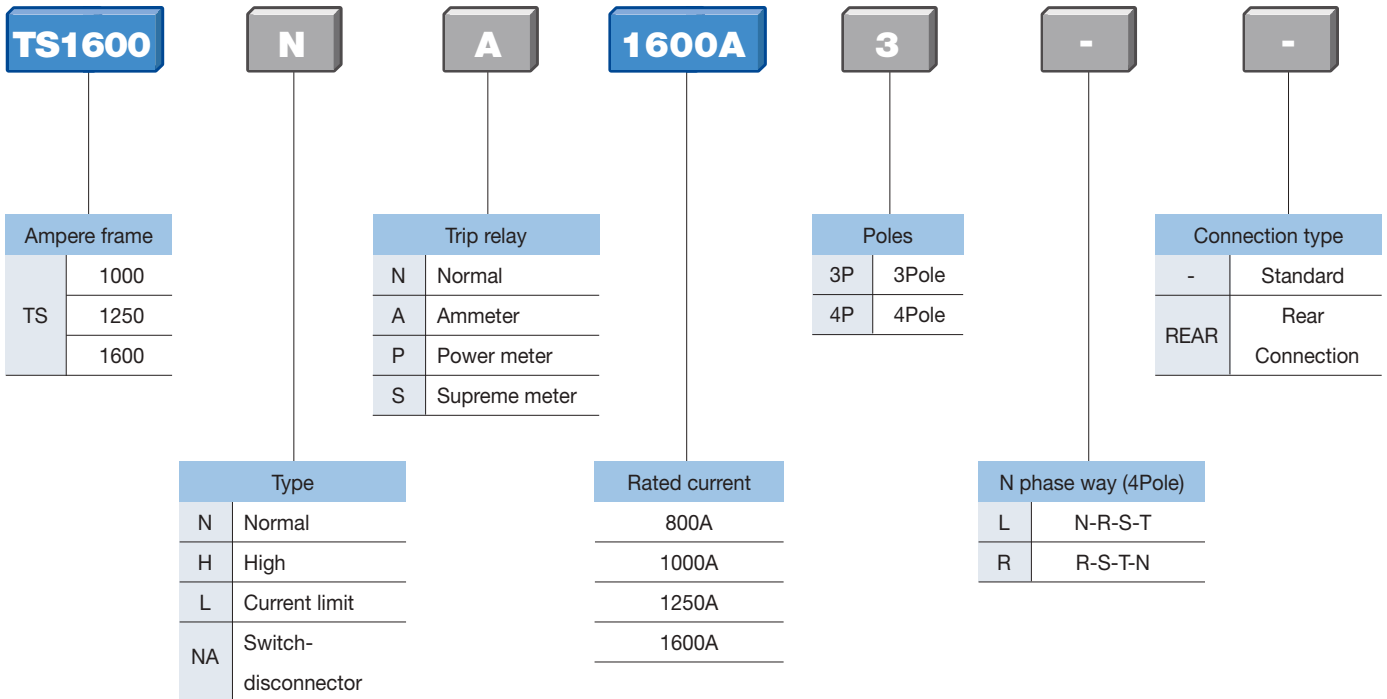 TS1600 N A 1600A 3 - -
Ampere frame
TS
1000
1250
1600
Trip relay
N Normal
A Ammeter
P Power meter
S Supreme meter
Poles
3P 3Pole
4P 4Pole
Connection type
- Standard
REAR
Rear
Connection
Type
N Normal
H High
L Current limit
NA
Switch-
disconnector
Rated current
800A
1000A
1250A
1600A
N phase way (4Pole)
L N-R-S-T
R R-S-T-N